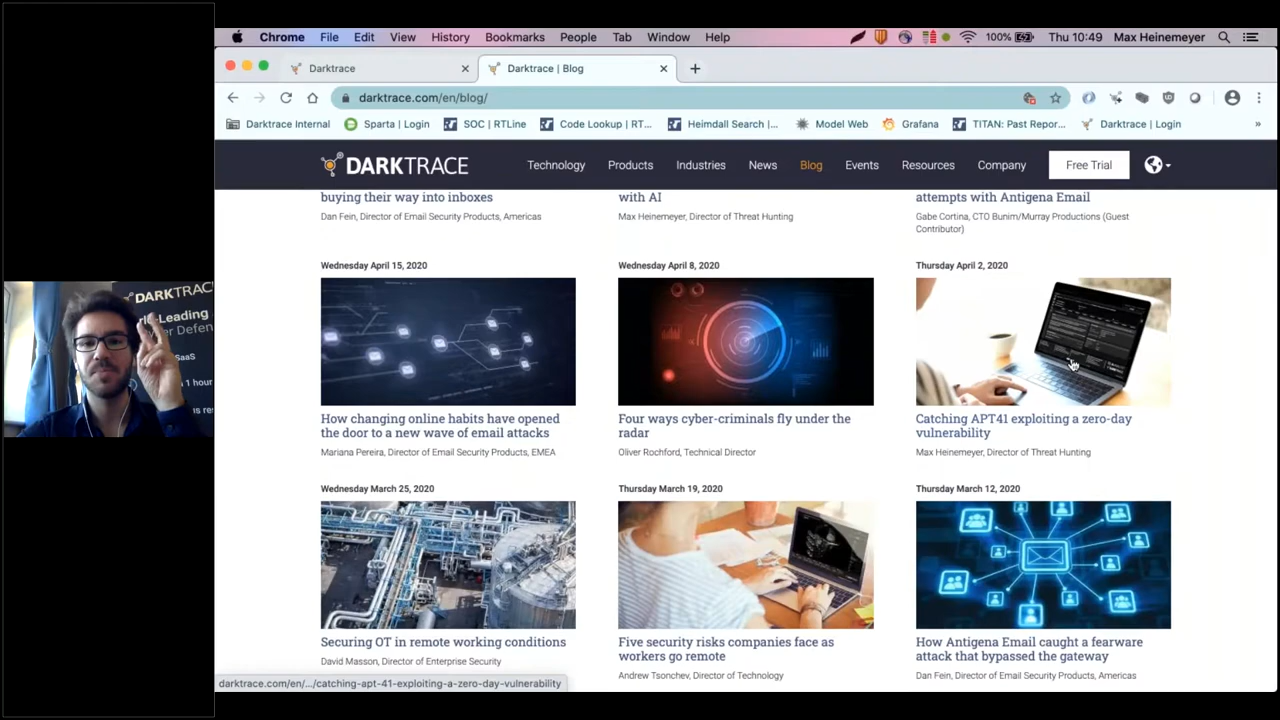 Chrome File Edit View History Bookmarks People Tab Window Help 100% Thu 10:49 Max Heinemeyer
Darktrace
Darktrace | Blog
darktrace.com/en/blog/
Darktrace Internal Sparta | Login SOC | RTLine Code Lookup | RT... Heimdall Search |... Model Web Grafana TITAN: Past Repor... Darktrace | Login »
DARKTRACE Technology Products Industries News Blog Events Resources Company Free Trial
buying their way into inboxes
Dan Fein, Director of Email Security Products, Americas
with AI
Max Heinemeyer, Director of Threat Hunting
attempts with Antigena Email
Gabe Cortina, CTO Bunim/Murray Productions (Guest
Contributor)
Wednesday April 15, 2020
How changing online habits have opened
the door to a new wave of email attacks
Mariana Pereira, Director of Email Security Products, EMEA
Wednesday April 8, 2020
Four ways cyber-criminals fly under the
radar
Oliver Rochford, Technical Director
Thursday April 2, 2020
Catching APT41 exploiting a zero-day
vulnerability
Max Heinemeyer, Director of Threat Hunting
Wednesday March 25, 2020
Securing OT in remote working conditions
David Masson, Director of Enterprise Security
Thursday March 19, 2020
Five security risks companies face as
workers go remote
Andrew Tsonchev, Director of Technology
Thursday March 12, 2020
How Antigena Email caught a fearware
attack that bypassed the gateway
Dan Fein, Director of Email Security Products, Americas
darktrace.com/en/.../catching-apt-41-exploiting-a-zero-day-vulnerability
DARKTRACE
-Leading
Defen
SaaS
1 hour